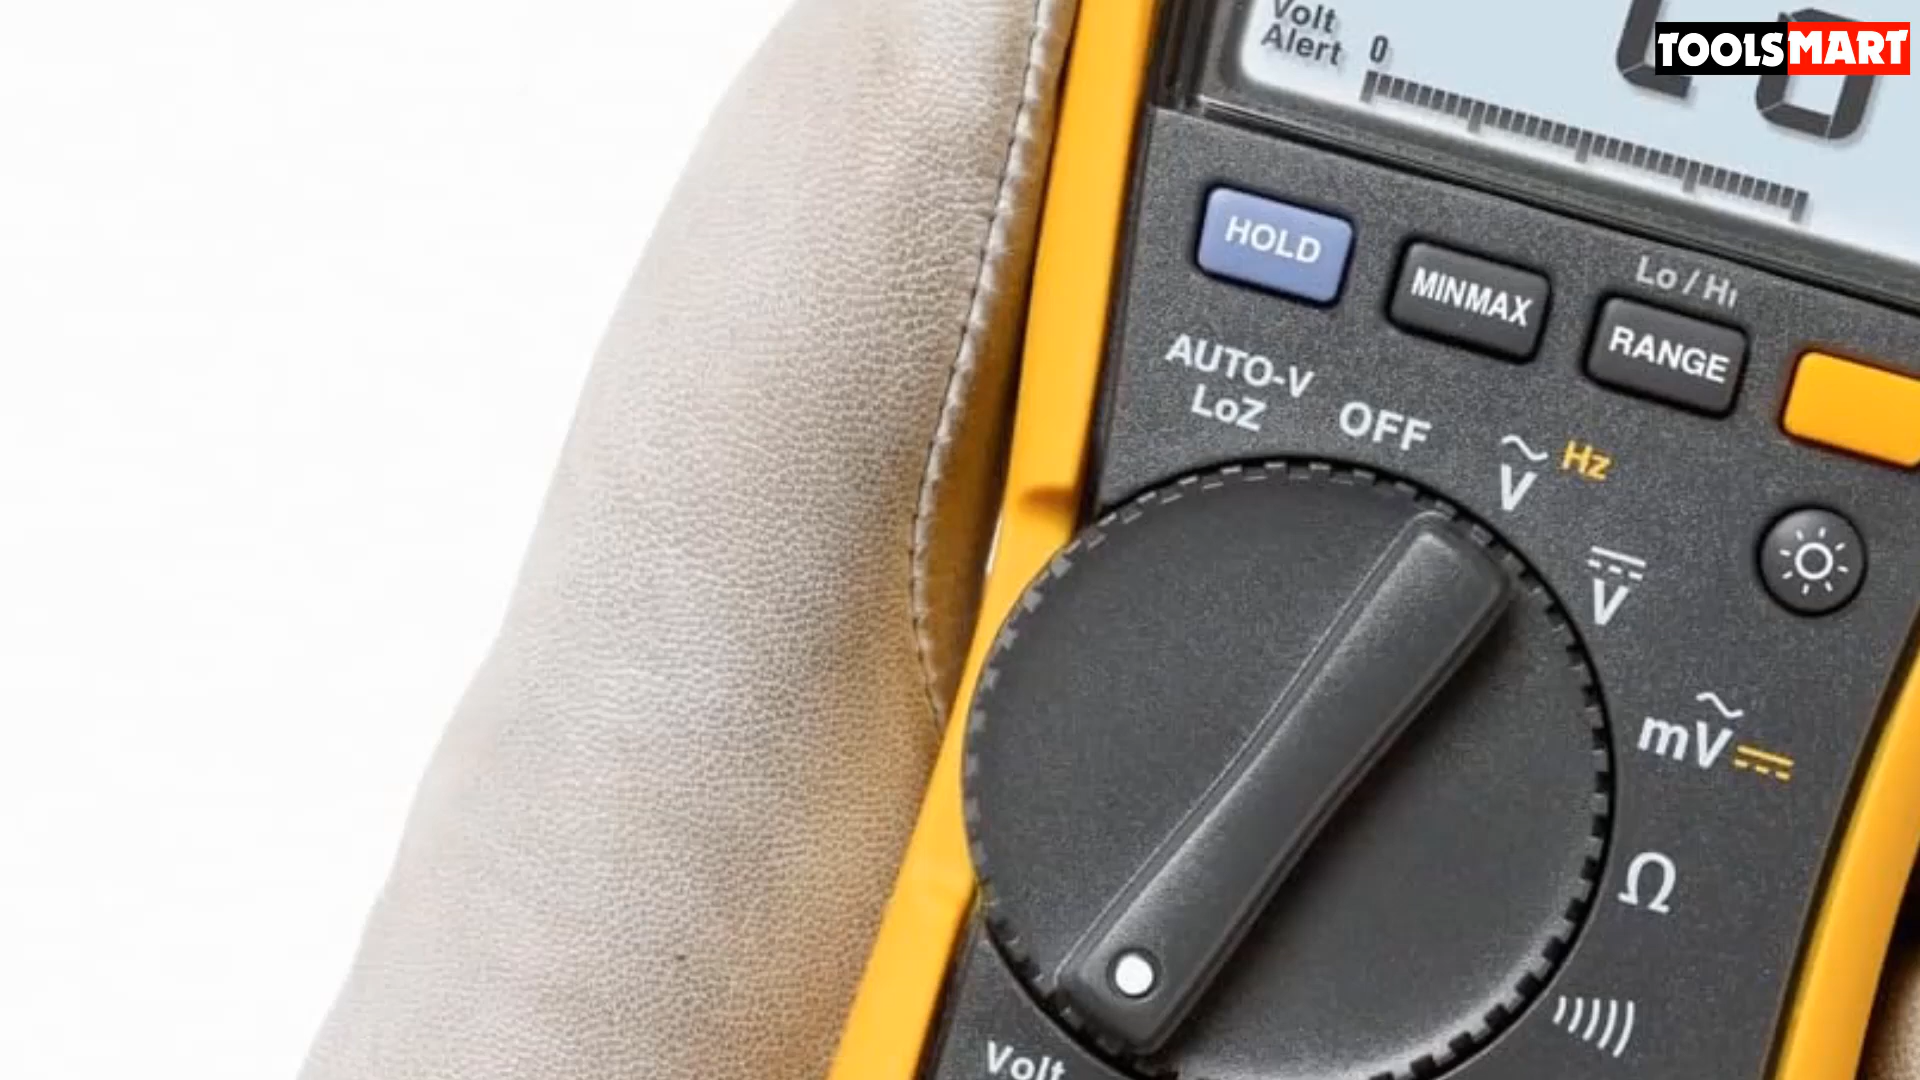 Volt
Alert
0
TOOLSMART
HOLD
MINMAX
Lo / Hi
RANGE
AUTO-V
LoZ
OFF
V Hz
V
mV
Ω
Volt